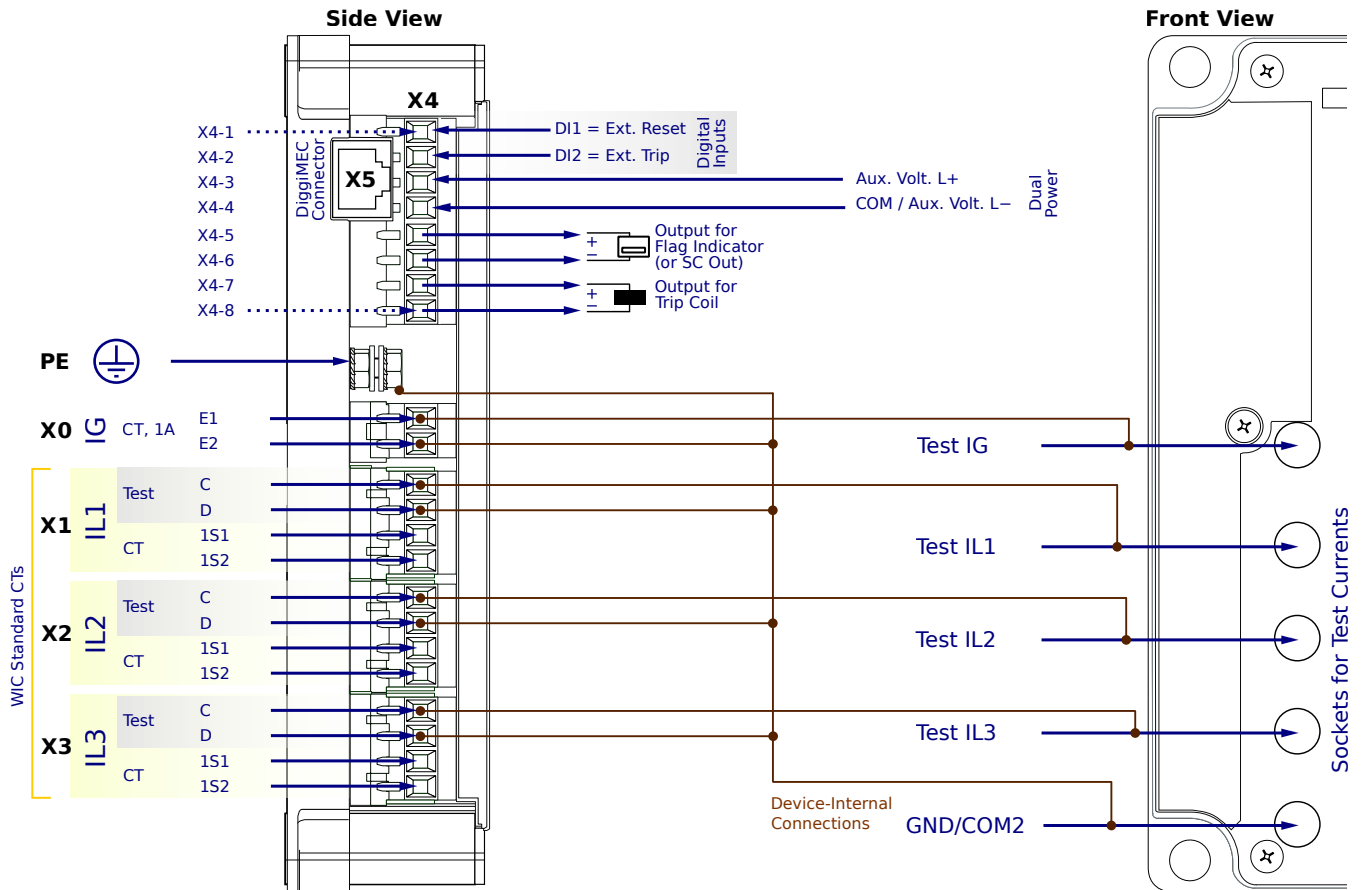 Side View
Front View
X4
X4-1
X4-2
X4-3
X4-4
X4-5
X4-6
X4-7
X4-8
DiggiMEC
Connector
X5
DI1 = Ext. Reset
DI2 = Ext. Trip
Digital
Inputs
Aux. Volt. L+
COM / Aux. Volt. L−
Dual
Power
+
−
Output for
Flag Indicator
(or SC Out)
+
−
Output for
Trip Coil
PE
X0
IG
CT, 1A
E1
E2
Test IG
WIC Standard CTs
X1
IL1
Test
C
D
CT
1S1
1S2
Test IL1
X2
IL2
Test
C
D
CT
1S1
1S2
Test IL2
X3
IL3
Test
C
D
CT
1S1
1S2
Test IL3
Device-Internal
Connections
GND/COM2
Sockets for Test Currents